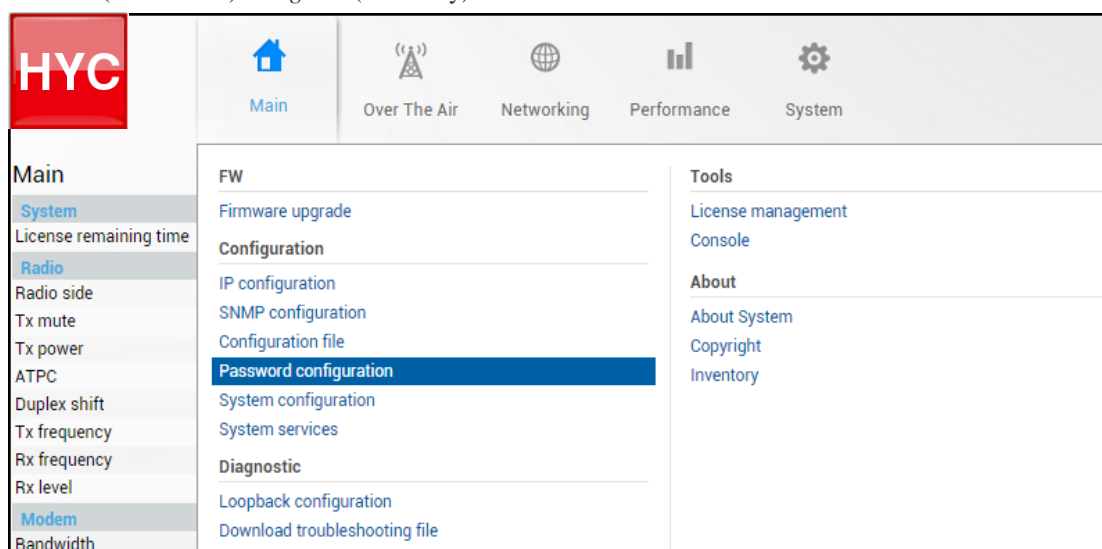 HYC
Main
Over The Air
Networking
Performance
System
Main
System
License remaining time
Radio
Radio side
Tx mute
Tx power
ATPC
Duplex shift
Tx frequency
Rx frequency
Rx level
Modem
Bandwidth
FW
Firmware upgrade
Configuration
IP configuration
SNMP configuration
Configuration file
Password configuration
System configuration
System services
Diagnostic
Loopback configuration
Download troubleshooting file
Tools
License management
Console
About
About System
Copyright
Inventory